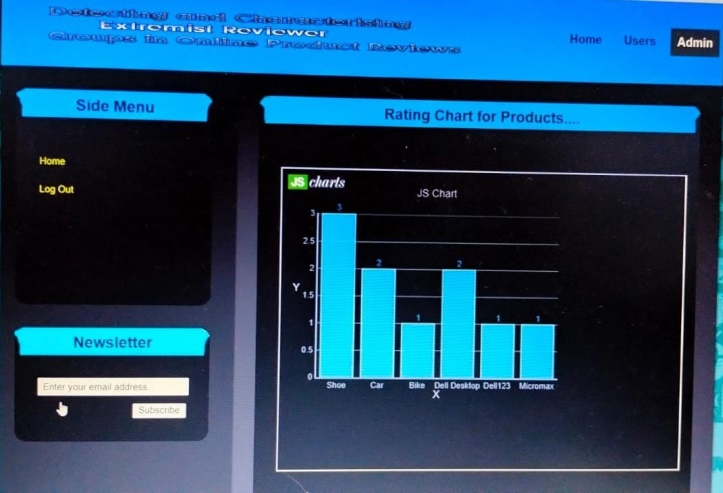 Detecting and Characterising
Extremist Reviewer
Groups in Online Product Reviews
Home Users Admin
Side Menu
Home
Log Out
Newsletter
Enter your email address
Subscribe
Rating Chart for Products....
JS charts
JS Chart
3
2.5
2
1.5
1
0.5
0
Y
3
2
1
2
1
1
Shoe Car Bike Dell Desktop Dell123 Micromax
X